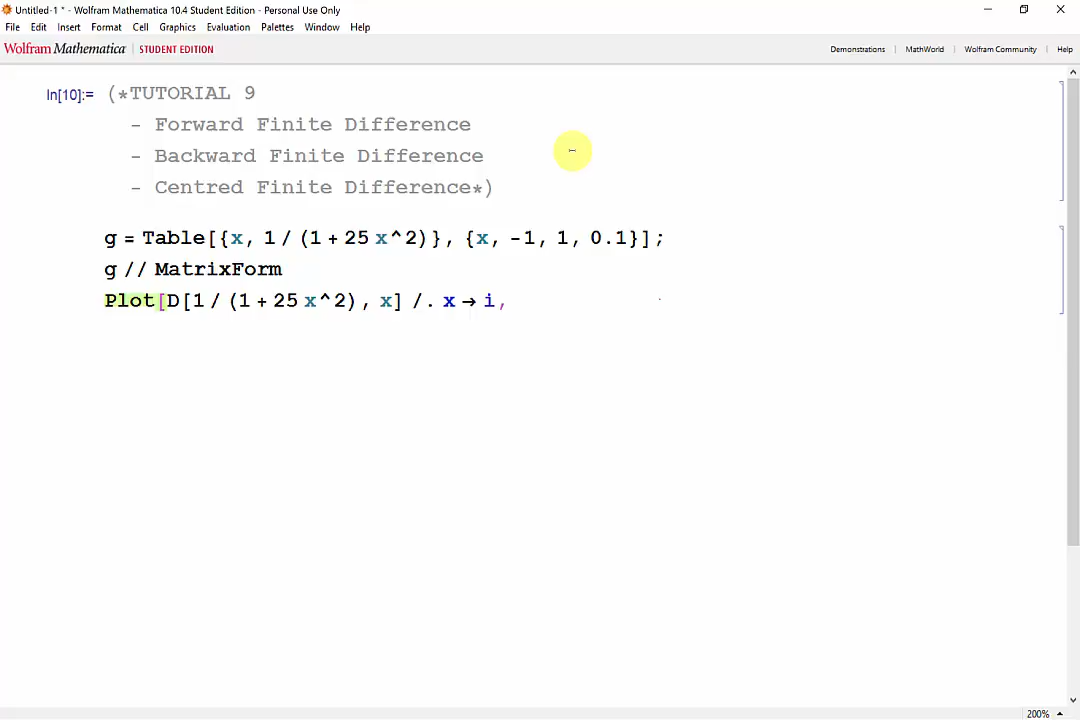 Untitled-1 * - Wolfram Mathematica 10.4 Student Edition - Personal Use Only
File Edit Insert Format Cell Graphics Evaluation Palettes Window Help
Wolfram Mathematica | STUDENT EDITION Demonstrations | MathWorld | Wolfram Community | Help
In[10]:= (*TUTORIAL 9
- Forward Finite Difference
- Backward Finite Difference
- Centred Finite Difference*)
g = Table[{x, 1 / (1 + 25 x^2)}, {x, -1, 1, 0.1}];
g // MatrixForm
Plot[D[1 / (1 + 25 x^2), x] /. x → i,
200%